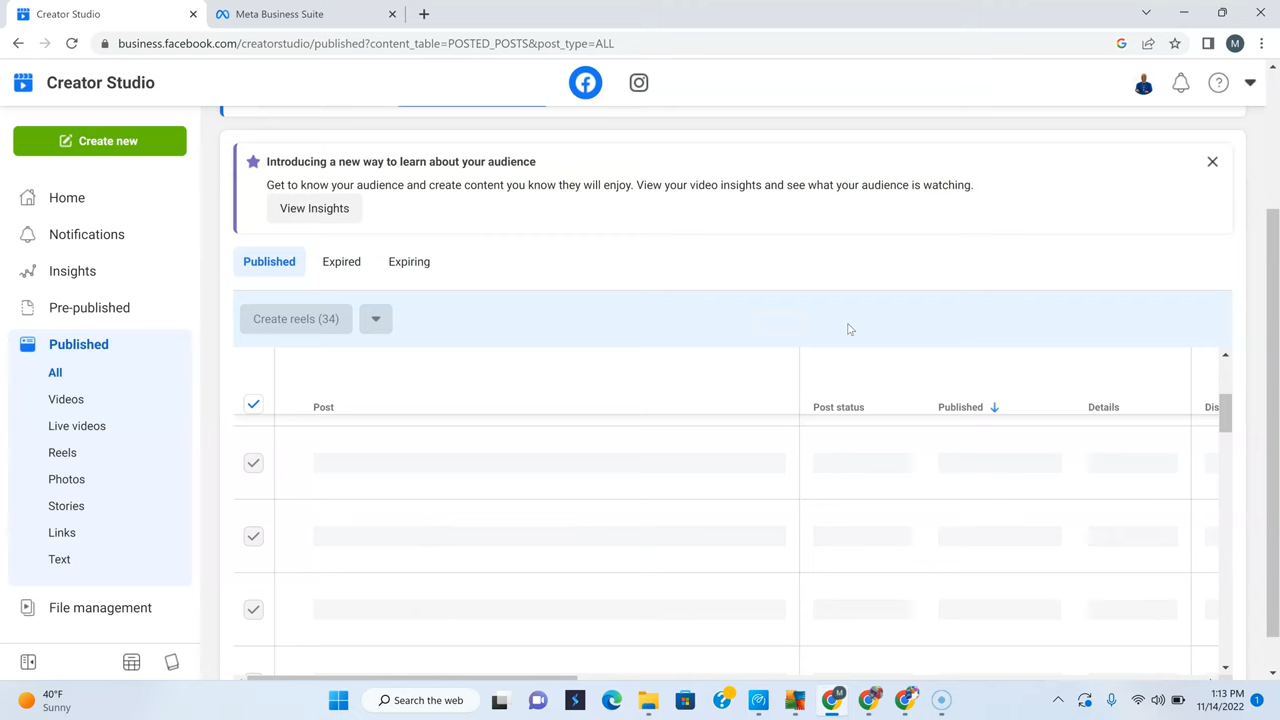 Creator Studio
Meta Business Suite
business.facebook.com/creatorstudio/published?content_table=POSTED_POSTS&post_type=ALL
M
Creator Studio
Create new
Home
Notifications
Insights
Pre-published
Published
All
Videos
Live videos
Reels
Photos
Stories
Links
Text
File management
Introducing a new way to learn about your audience
Get to know your audience and create content you know they will enjoy. View your video insights and see what your audience is watching.
View Insights
Published Expired Expiring
Create reels (34)
Post Post status Published Details Dis
40°F
Sunny
Search the web
1:13 PM
11/14/2022
1